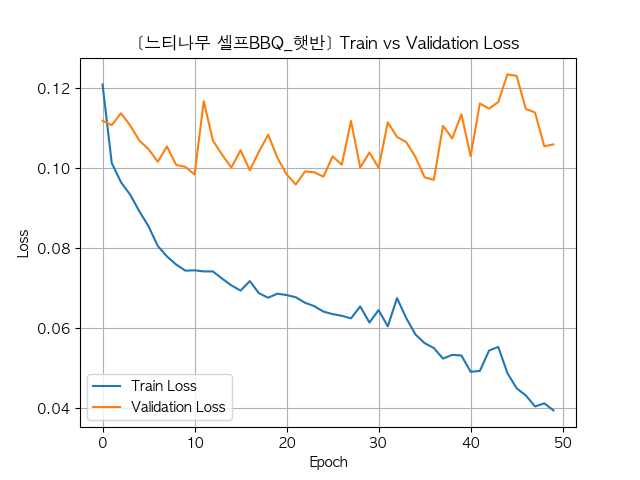 [느티나무 셀프BBQ_햇반] Train vs Validation Loss
0.12
0.10
0.08
0.06
0.04
Loss
Train Loss
Validation Loss
0 10 20 30 40 50
Epoch